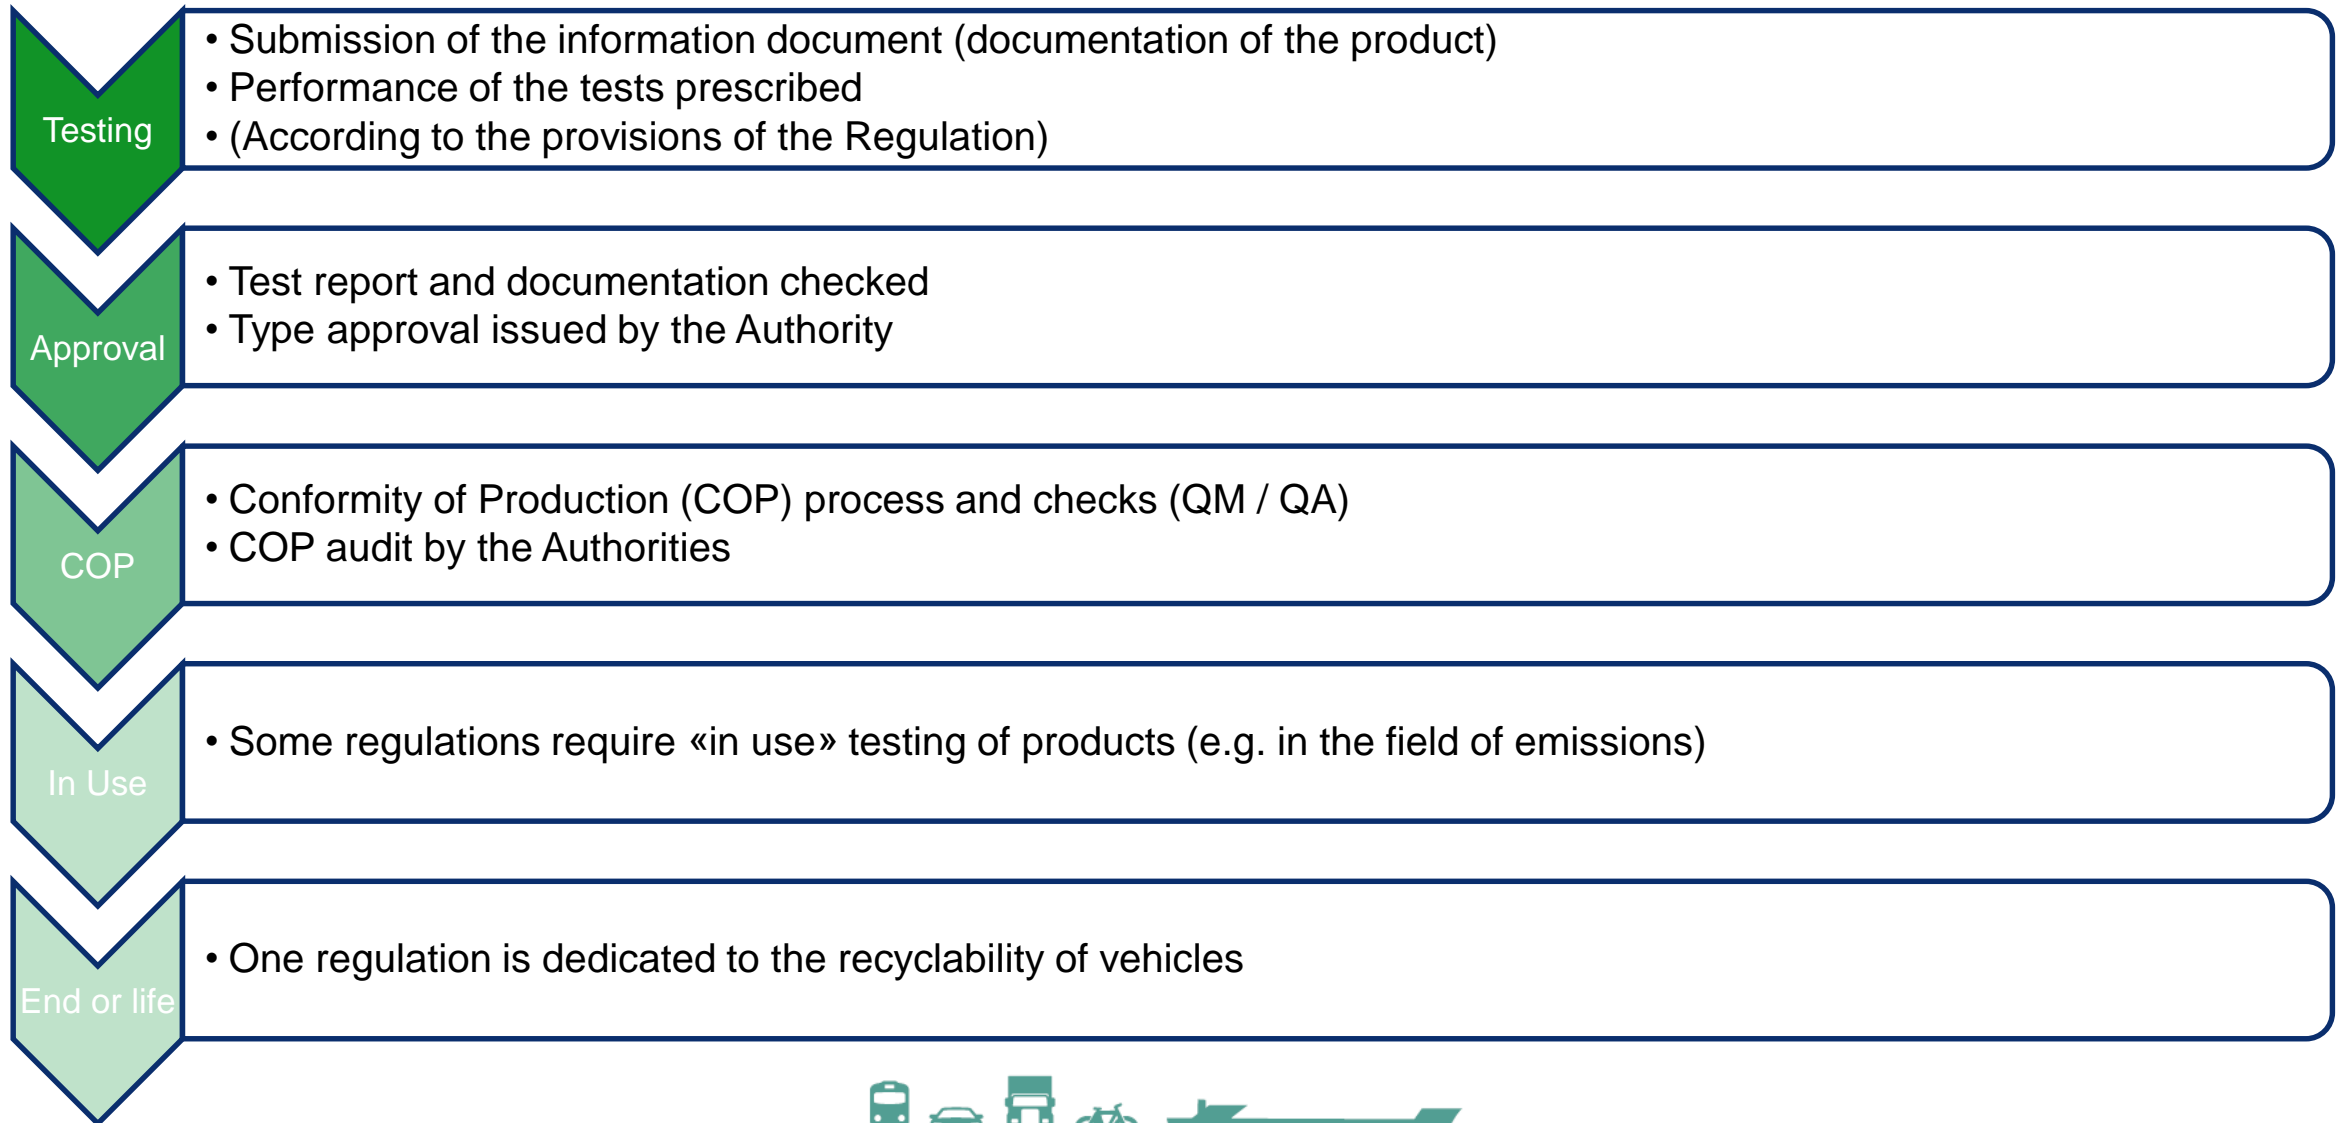 Testing
• Submission of the information document (documentation of the product)
• Performance of the tests prescribed
• (According to the provisions of the Regulation)
Approval
• Test report and documentation checked
• Type approval issued by the Authority
COP
• Conformity of Production (COP) process and checks (QM / QA)
• COP audit by the Authorities
In Use
• Some regulations require «in use» testing of products (e.g. in the field of emissions)
End or life
• One regulation is dedicated to the recyclability of vehicles